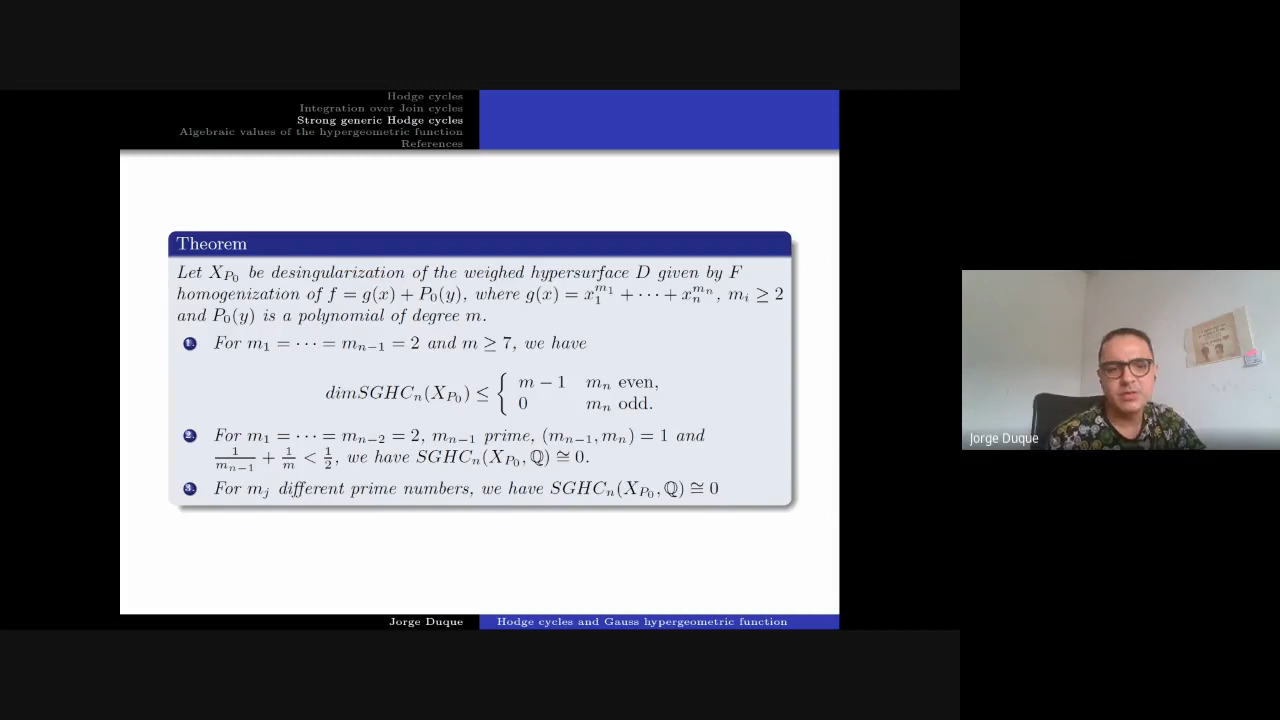 Hodge cycles
Integration over Join cycles
Strong generic Hodge cycles
Algebraic values of the hypergeometric function
References
Theorem
Let X_{P_0} be desingularization of the weighed hypersurface D given by F
homogenization of f = g(x) + P_0(y), where g(x) = x_1^{m_1} + ⋯ + x_n^{m_n}, m_i ≥ 2
and P_0(y) is a polynomial of degree m.
1. For m_1 = ⋯ = m_{n−1} = 2 and m ≥ 7, we have
dimSGHC_n(X_{P_0}) ≤ { m − 1 m_n even,
0 m_n odd.
2. For m_1 = ⋯ = m_{n−2} = 2, m_{n−1} prime, (m_{n−1}, m_n) = 1 and
1/m_{n−1} + 1/m < 1/2, we have SGHC_n(X_{P_0}, ℚ) ≅ 0.
3. For m_j different prime numbers, we have SGHC_n(X_{P_0}, ℚ) ≅ 0
Jorge Duque
Jorge Duque Hodge cycles and Gauss hypergeometric function